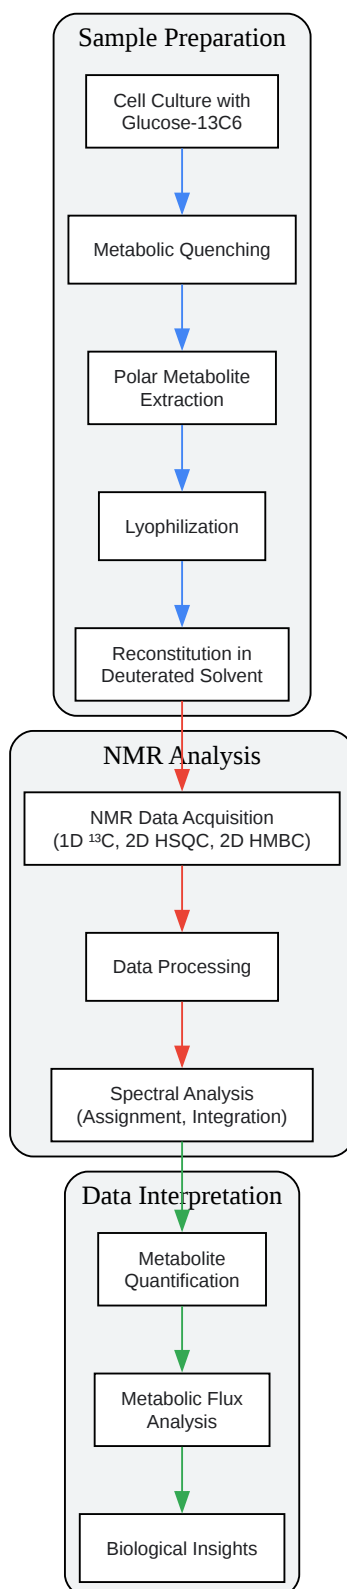 Sample Preparation
Cell Culture with
Glucose-13C6
Metabolic Quenching
Polar Metabolite
Extraction
Lyophilization
Reconstitution in
Deuterated Solvent
NMR Analysis
NMR Data Acquisition
(1D ¹³C, 2D HSQC, 2D HMBC)
Data Processing
Spectral Analysis
(Assignment, Integration)
Data Interpretation
Metabolite
Quantification
Metabolic Flux
Analysis
Biological Insights